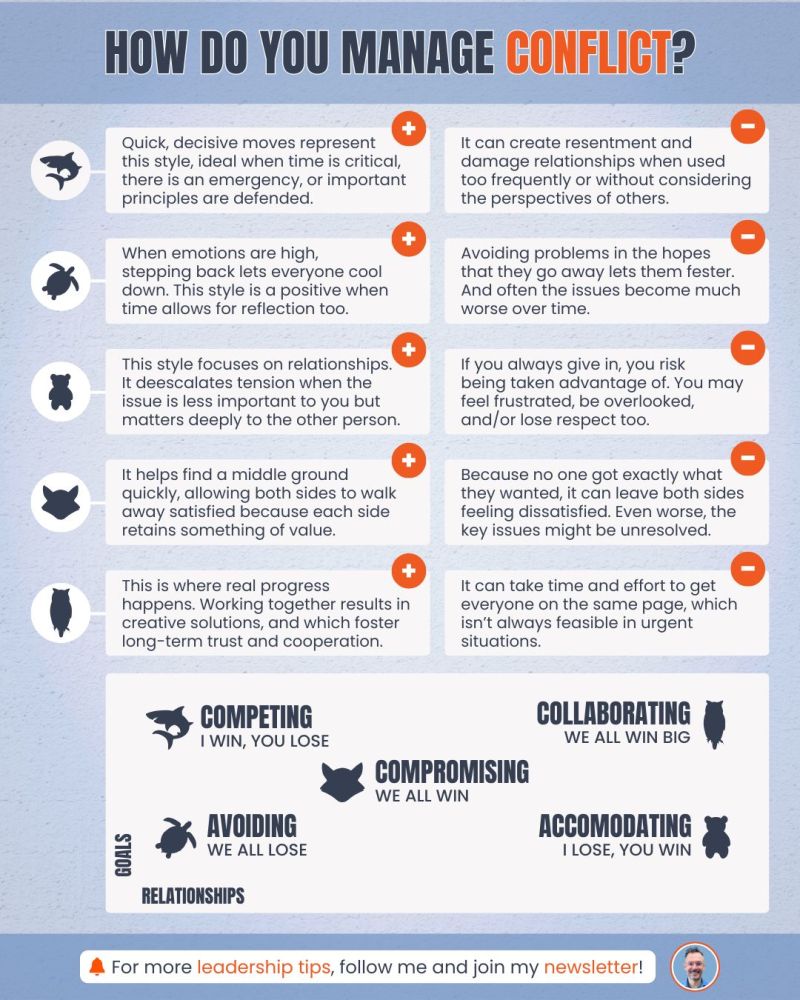 HOW DO YOU MANAGE CONFLICT?
+
Quick, decisive moves represent
this style, ideal when time is critical,
there is an emergency, or important
principles are defended.
−
It can create resentment and
damage relationships when used
too frequently or without considering
the perspectives of others.
+
When emotions are high,
stepping back lets everyone cool
down. This style is a positive when
time allows for reflection too.
−
Avoiding problems in the hopes
that they go away lets them fester.
And often the issues become much
worse over time.
+
This style focuses on relationships.
It deescalates tension when the
issue is less important to you but
matters deeply to the other person.
−
If you always give in, you risk
being taken advantage of. You may
feel frustrated, be overlooked,
and/or lose respect too.
+
It helps find a middle ground
quickly, allowing both sides to walk
away satisfied because each side
retains something of value.
−
Because no one got exactly what
they wanted, it can leave both sides
feeling dissatisfied. Even worse, the
key issues might be unresolved.
+
This is where real progress
happens. Working together results in
creative solutions, and which foster
long-term trust and cooperation.
−
It can take time and effort to get
everyone on the same page, which
isn't always feasible in urgent
situations.
COMPETING
I WIN, YOU LOSE
COLLABORATING
WE ALL WIN BIG
COMPROMISING
WE ALL WIN
AVOIDING
WE ALL LOSE
ACCOMODATING
I LOSE, YOU WIN
GOALS
RELATIONSHIPS
For more leadership tips, follow me and join my newsletter!